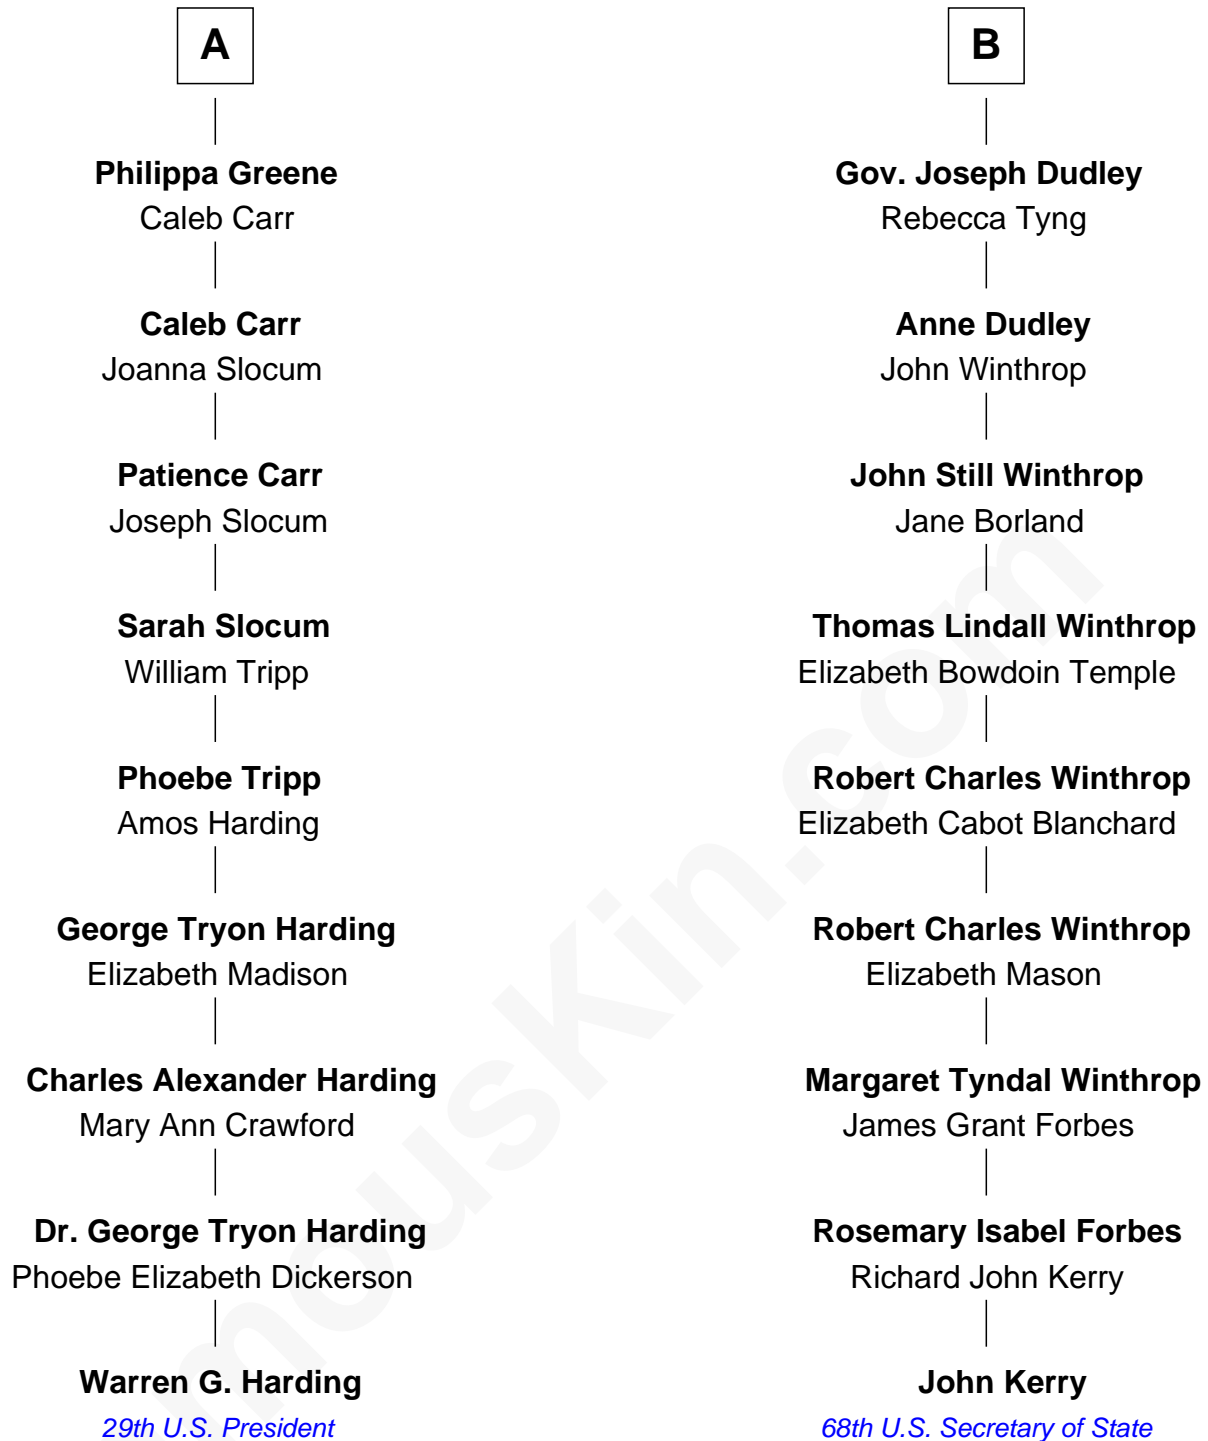 A
Philippa Greene
Caleb Carr
Caleb Carr
Joanna Slocum
Patience Carr
Joseph Slocum
Sarah Slocum
William Tripp
Phoebe Tripp
Amos Harding
George Tryon Harding
Elizabeth Madison
Charles Alexander Harding
Mary Ann Crawford
Dr. George Tryon Harding
Phoebe Elizabeth Dickerson
Warren G. Harding
29th U.S. President
B
Gov. Joseph Dudley
Rebecca Tyng
Anne Dudley
John Winthrop
John Still Winthrop
Jane Borland
Thomas Lindall Winthrop
Elizabeth Bowdoin Temple
Robert Charles Winthrop
Elizabeth Cabot Blanchard
Robert Charles Winthrop
Elizabeth Mason
Margaret Tyndal Winthrop
James Grant Forbes
Rosemary Isabel Forbes
Richard John Kerry
John Kerry
68th U.S. Secretary of State
mousKin.com